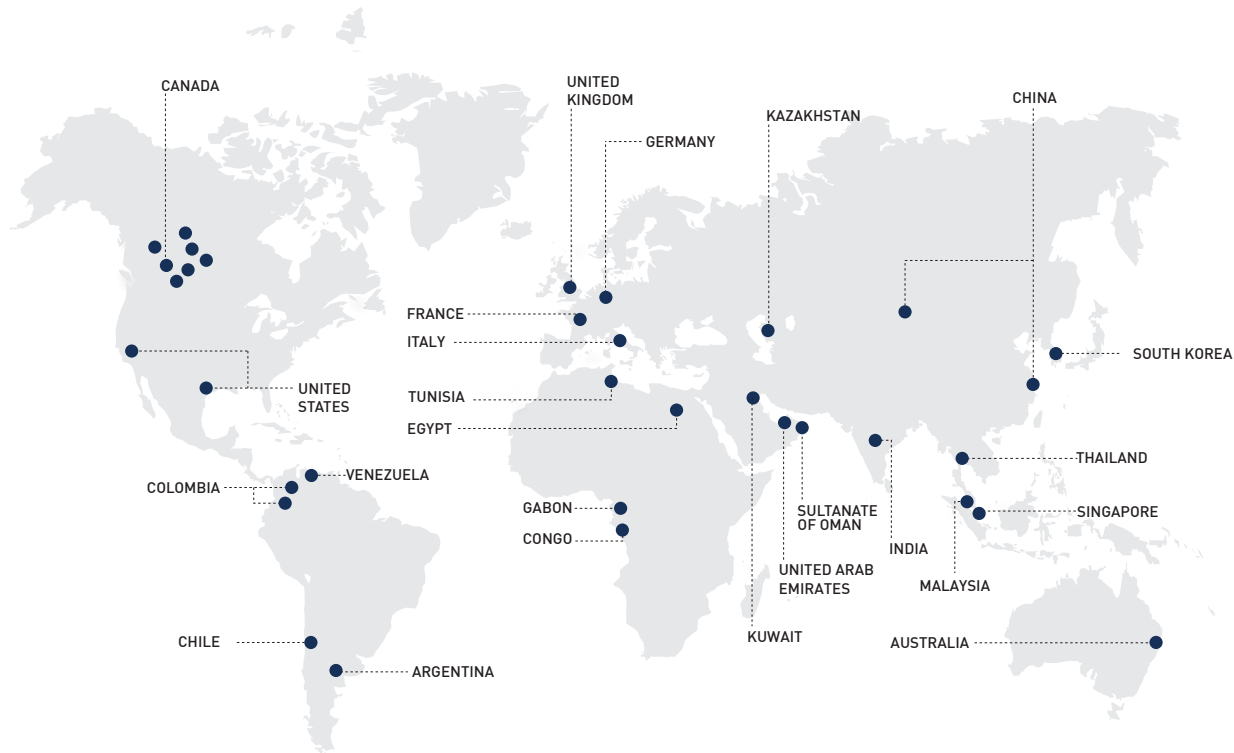 CANADA
UNITED
KINGDOM
CHINA
KAZAKHSTAN
GERMANY
FRANCE
ITALY
SOUTH KOREA
UNITED
STATES
TUNISIA
EGYPT
THAILAND
VENEZUELA
COLOMBIA
GABON
SULTANATE
OF OMAN
SINGAPORE
CONGO
INDIA
UNITED ARAB
EMIRATES
MALAYSIA
KUWAIT
CHILE
AUSTRALIA
ARGENTINA